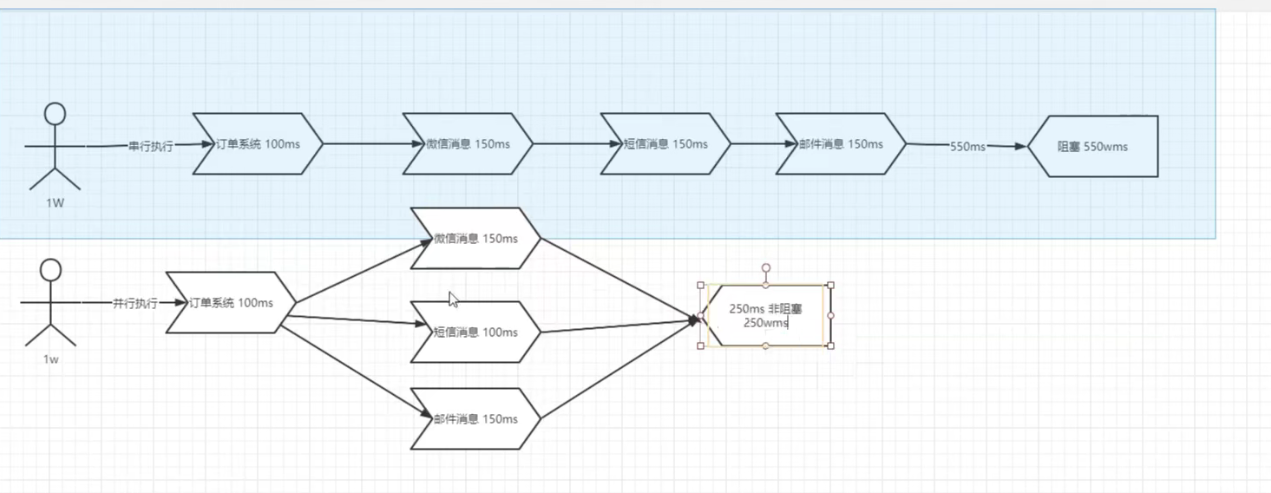 串行执行
订单系统 100ms
微信消息 150ms
短信消息 150ms
邮件消息 150ms
550ms
阻塞 550wms
1W
微信消息 150ms
并行执行
订单系统 100ms
短信消息 100ms
250ms 非阻塞
250wms
1w
邮件消息 150ms